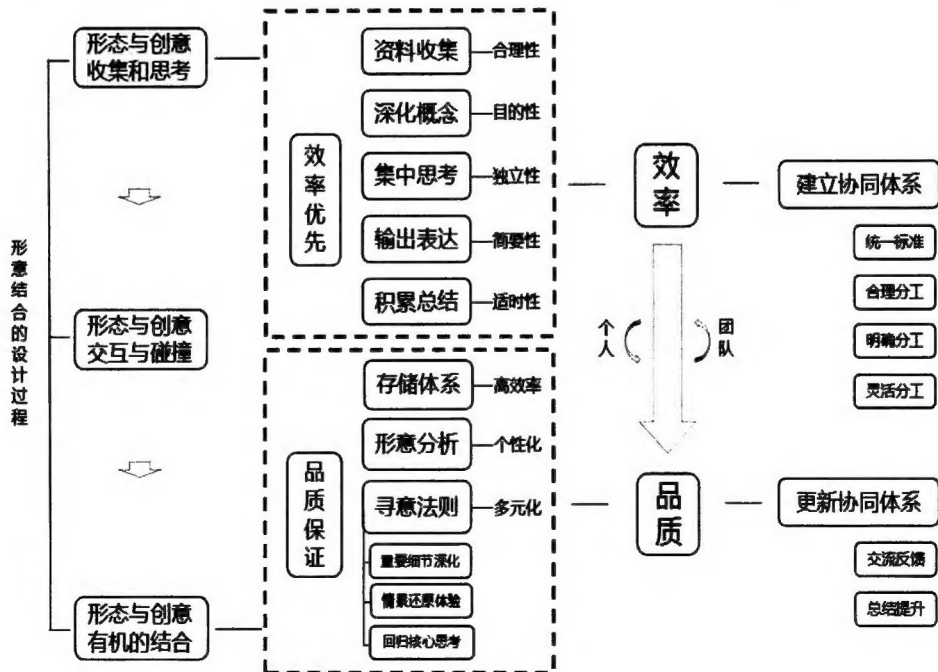 形意结合的设计过程
形态与创意
收集和思考
形态与创意
交互与碰撞
形态与创意
有机的结合
效率优先
资料收集
合理性
深化概念
目的性
集中思考
独立性
输出表达
简要性
积累总结
适时性
品质保证
存储体系
高效率
形意分析
个性化
寻意法则
多元化
重要细节深化
情景还原体验
回归核心思考
效率
个人
团队
品质
建立协同体系
统一标准
合理分工
明确分工
灵活分工
更新协同体系
交流反馈
总结提升